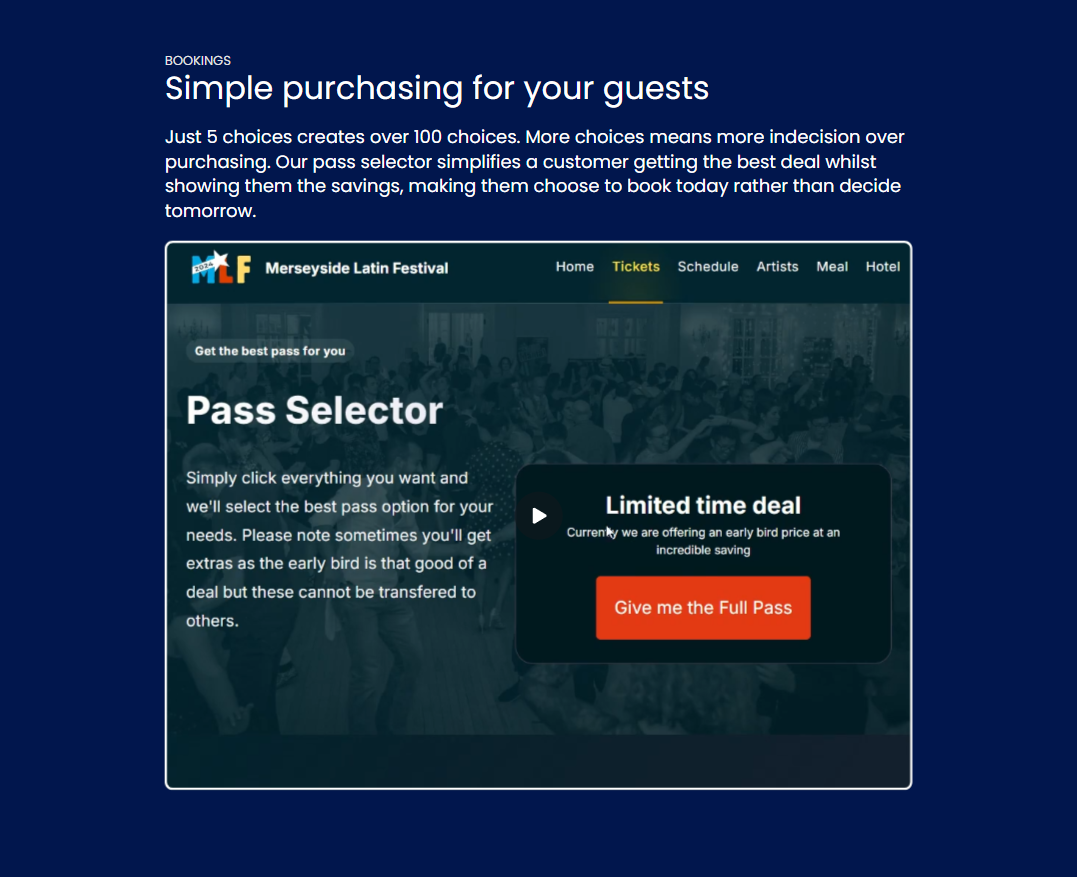 BOOKINGS
Simple purchasing for your guests
Just 5 choices creates over 100 choices. More choices means more indecision over
purchasing. Our pass selector simplifies a customer getting the best deal whilst
showing them the savings, making them choose to book today rather than decide
tomorrow.
2024
MLF
Merseyside Latin Festival
Home
Tickets
Schedule
Artists
Meal
Hotel
Get the best pass for you
Pass Selector
Simply click everything you want and
we'll select the best pass option for your
needs. Please note sometimes you'll get
extras as the early bird is that good of a
deal but these cannot be transfered to
others.
Limited time deal
Currently we are offering an early bird price at an
incredible saving
Give me the Full Pass